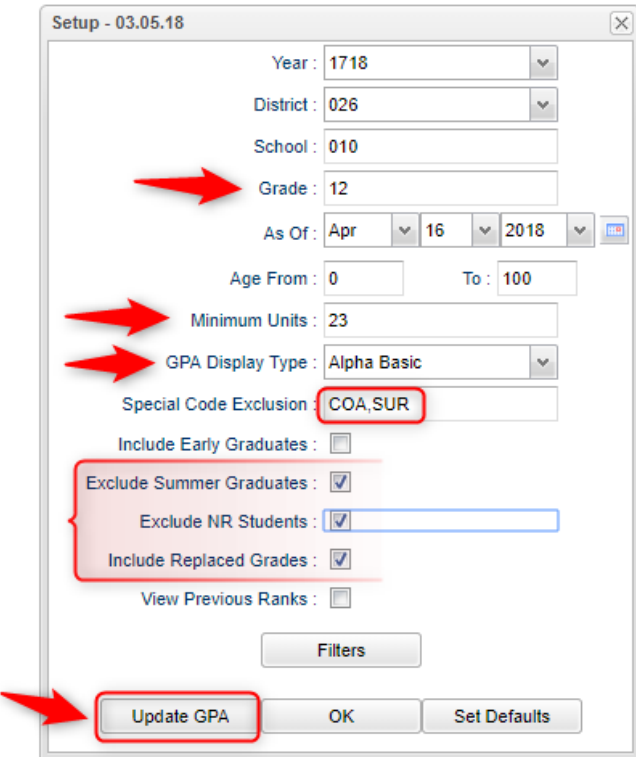 Setup - 03.05.18
Year : 1718
District : 026
School : 010
Grade : 12
As Of : Apr 16 2018
Age From : 0 To : 100
Minimum Units : 23
GPA Display Type : Alpha Basic
Special Code Exclusion : COA,SUR
Include Early Graduates :
Exclude Summer Graduates :
Exclude NR Students :
Include Replaced Grades :
View Previous Ranks :
Filters
Update GPA OK Set Defaults